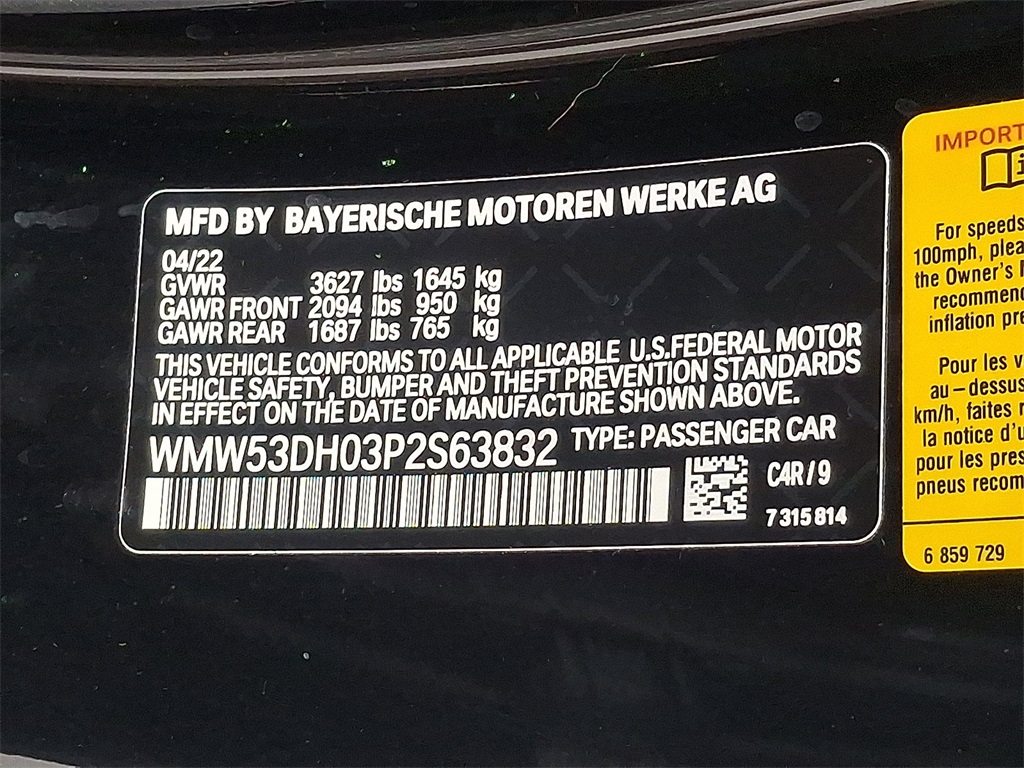 MFD BY BAYERISCHE MOTOREN WERKE AG
04/22
GVWR 3627 lbs 1645 kg
GAWR FRONT 2094 lbs 950 kg
GAWR REAR 1687 lbs 765 kg
THIS VEHICLE CONFORMS TO ALL APPLICABLE U.S.FEDERAL MOTOR
VEHICLE SAFETY, BUMPER AND THEFT PREVENTION STANDARDS
IN EFFECT ON THE DATE OF MANUFACTURE SHOWN ABOVE.
WMW53DH03P2S63832 TYPE: PASSENGER CAR
C4R/9
7 315 814
IMPORT
i
For speeds
100mph, plea
the Owner's
recommen
inflation pre
Pour les v
au-dessus
km/h, faites
la notice d'u
pour les pres
pneus recom
6 859 729